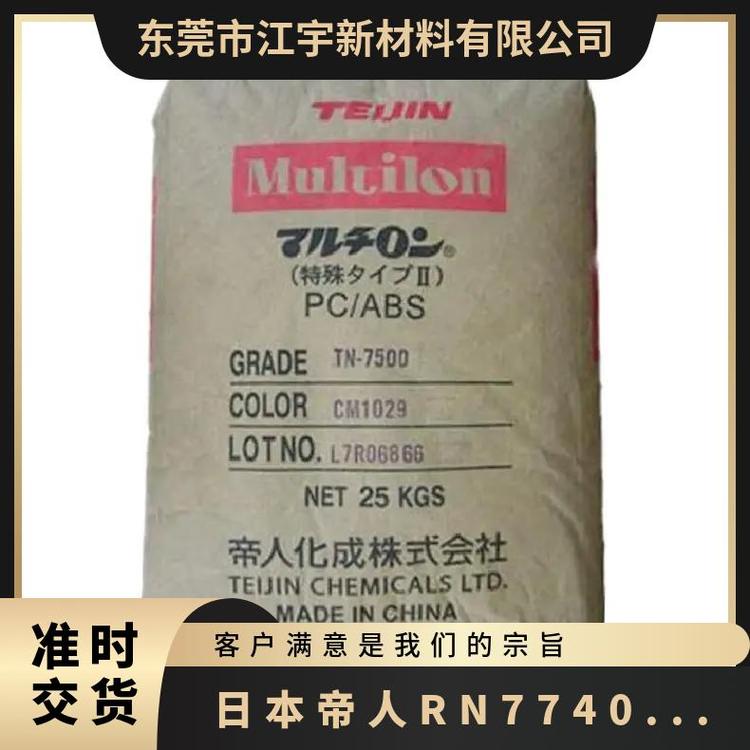 东莞市江宇新材料有限公司
TEIJIN
Multilon
マルチロン®
(特殊タイプⅡ)
PC/ABS
GRADE TN-7500
COLOR CM1029
LOT NO. L7R06866
NET 25 KGS
帝人化成株式会社
TEIJIN CHEMICALS LTD.
MADE IN CHINA
准时
交货
客户满意是我们的宗旨
日本帝人RN7740...